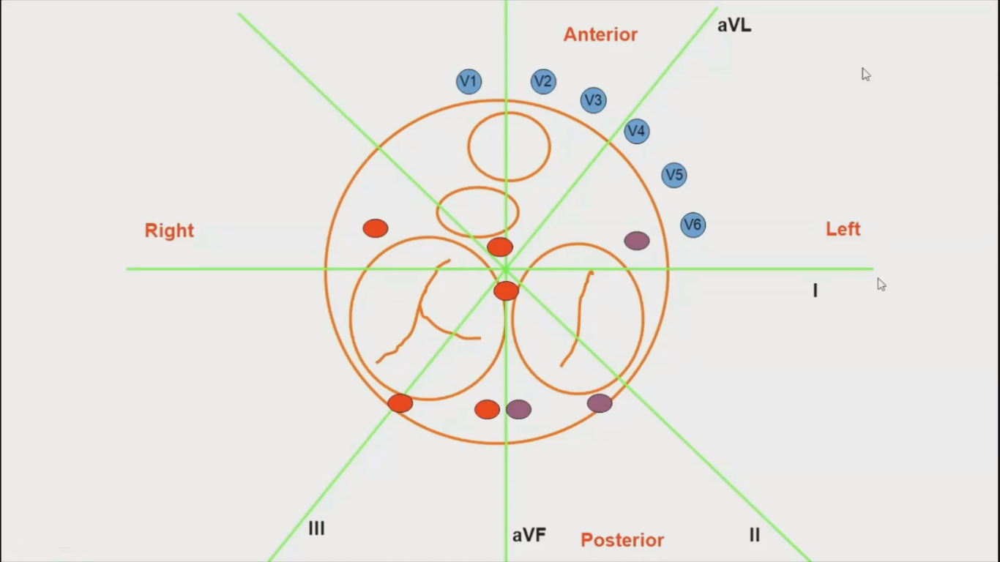 aVL
Anterior
V1
V2
V3
V4
V5
V6
Right
Left
I
III
aVF
Posterior
II